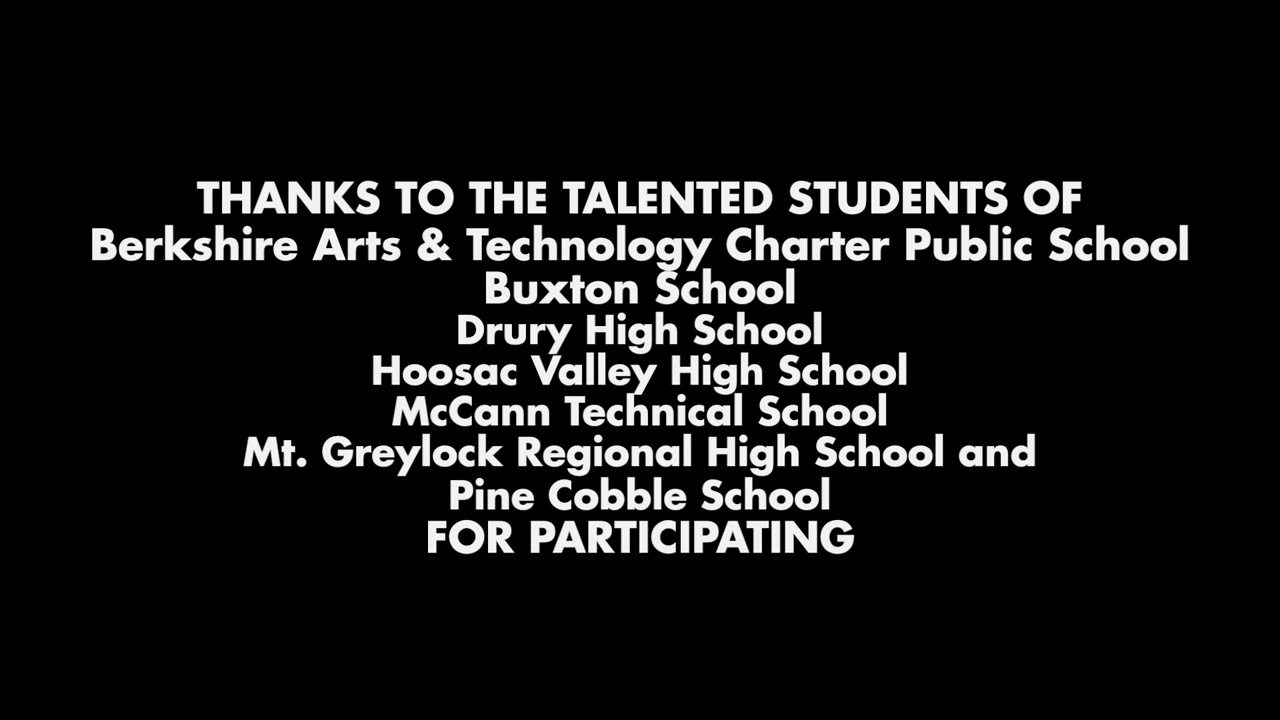 THANKS TO THE TALENTED STUDENTS OF
Berkshire Arts & Technology Charter Public School
Buxton School
Drury High School
Hoosac Valley High School
McCann Technical School
Mt. Greylock Regional High School and
Pine Cobble School
FOR PARTICIPATING